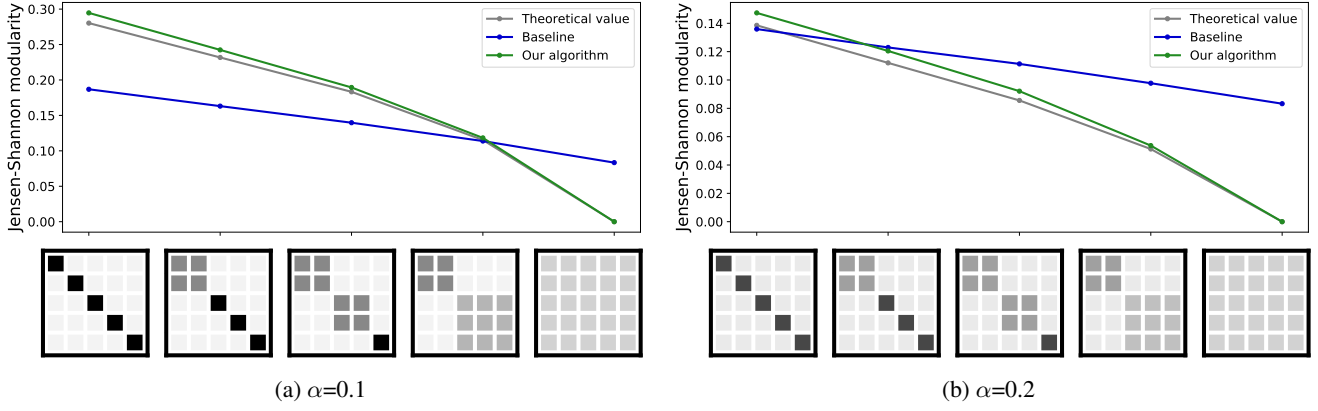 Jensen-Shannon modularity
0.30
0.25
0.20
0.15
0.10
0.05
0.00
Theoretical value
Baseline
Our algorithm
(a) α=0.1
Jensen-Shannon modularity
0.14
0.12
0.10
0.08
0.06
0.04
0.02
0.00
Theoretical value
Baseline
Our algorithm
(b) α=0.2